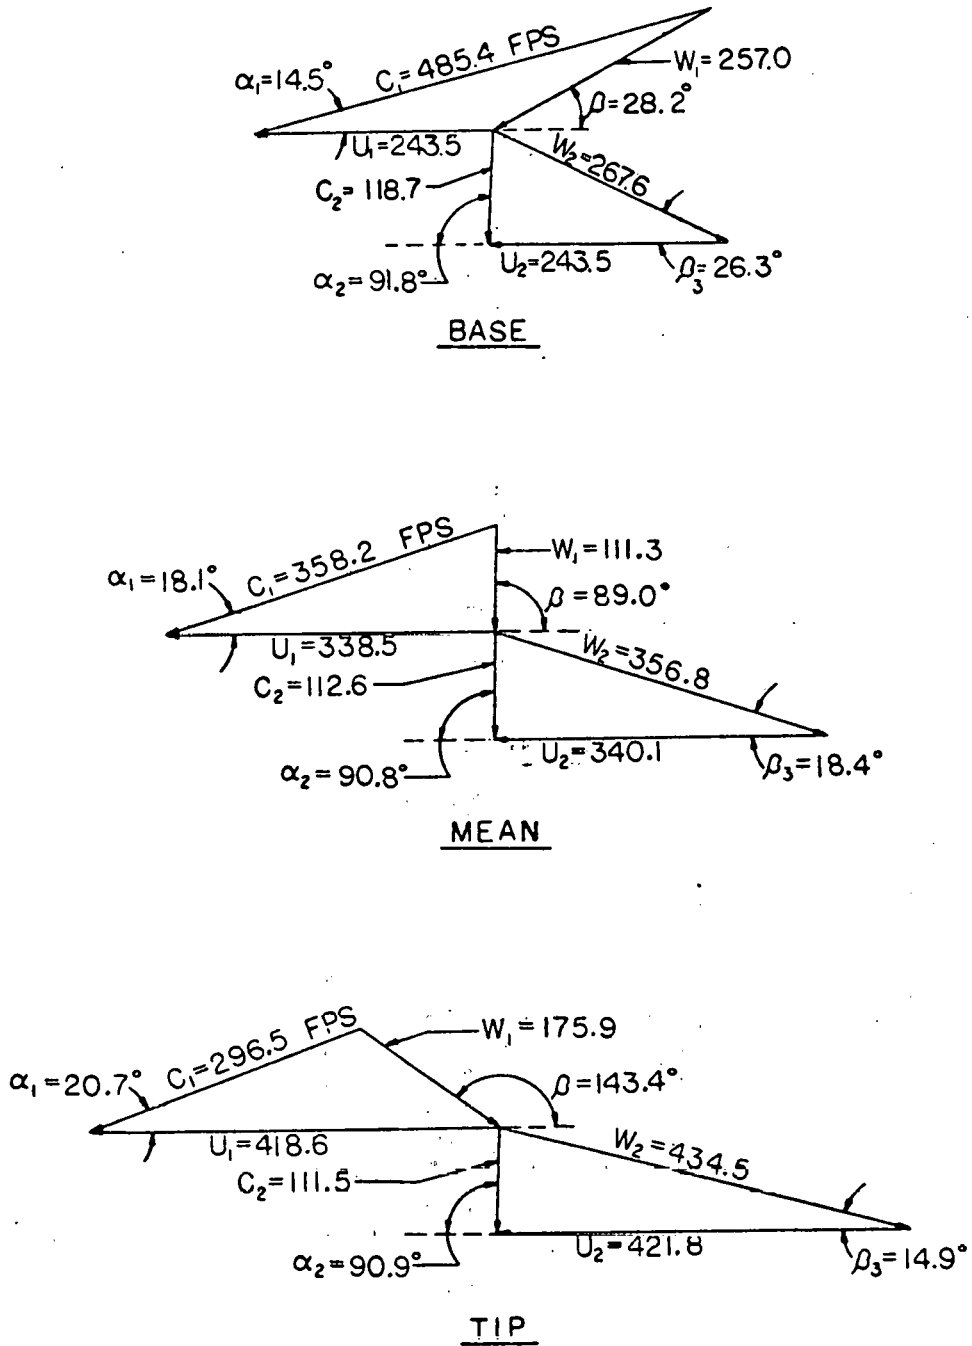 C₁=485.4 FPS
α₁=14.5°
W₁=257.0
β=28.2°
U₁=243.5
W₂=267.6
C₂=118.7
U₂=243.5
α₂=91.8°
β₃=26.3°
BASE
C₁=358.2 FPS
W₁=111.3
α₁=18.1°
β=89.0°
U₁=338.5
W₂=356.8
C₂=112.6
U₂=340.1
α₂=90.8°
β₃=18.4°
MEAN
C₁=296.5 FPS
W₁=175.9
α₁=20.7°
β=143.4°
U₁=418.6
W₂=434.5
C₂=111.5
U₂=421.8
α₂=90.9°
β₃=14.9°
TIP